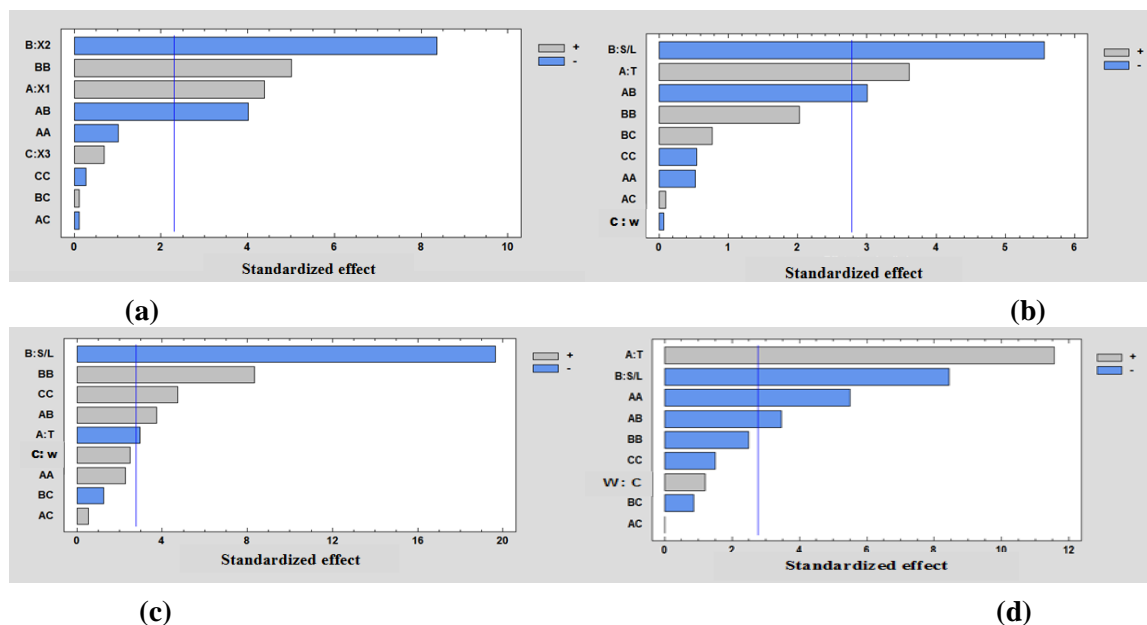 B:X2
BB
A:X1
AB
AA
C:X3
CC
BC
AC
+
-
0 2 4 6 8 10
Standardized effect
(a)
B:S/L
A:T
AB
BB
BC
CC
AA
AC
C:w
+
-
0 1 2 3 4 5 6
Standardized effect
(b)
B:S/L
BB
CC
AB
A:T
C:w
AA
BC
AC
+
-
0 4 8 12 16 20
Standardized effect
(c)
A:T
B:S/L
AA
AB
BB
CC
W: C
BC
AC
+
-
0 2 4 6 8 10 12
Standardized effect
(d)